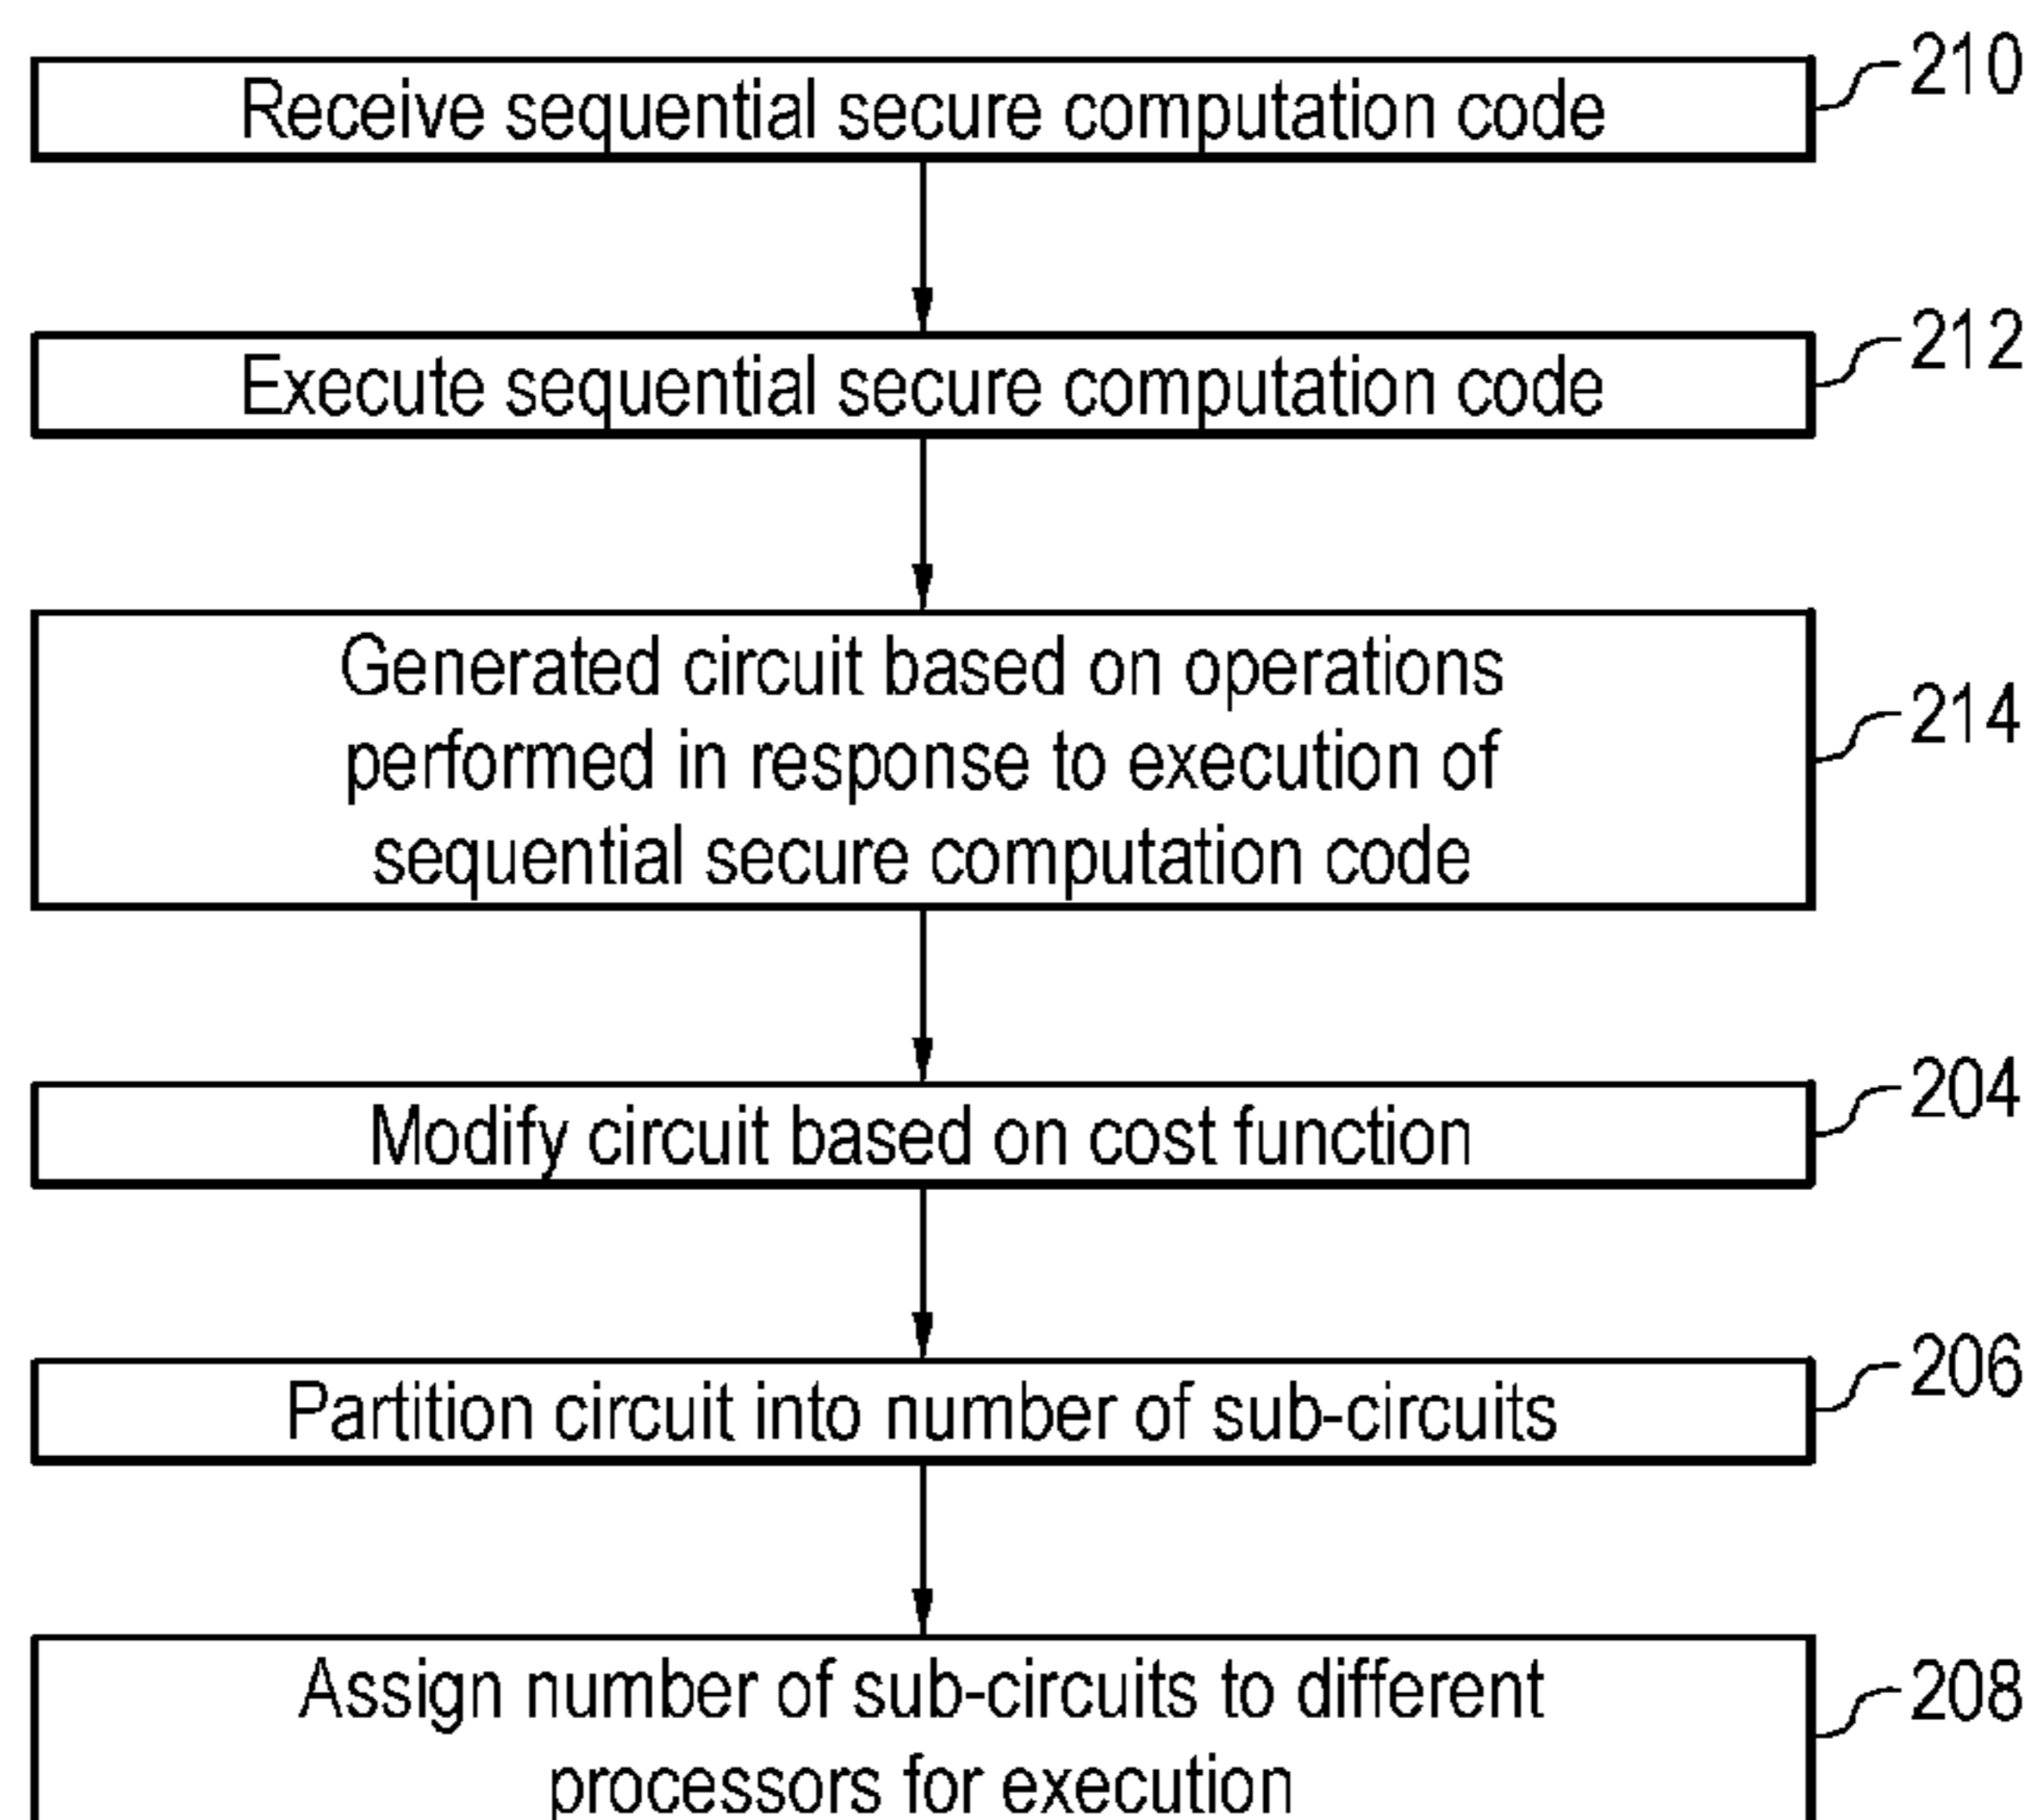 Receive sequential secure computation code
210
Execute sequential secure computation code
212
Generated circuit based on operations
performed in response to execution of
sequential secure computation code
214
Modify circuit based on cost function
204
Partition circuit into number of sub-circuits
206
Assign number of sub-circuits to different
processors for execution
208